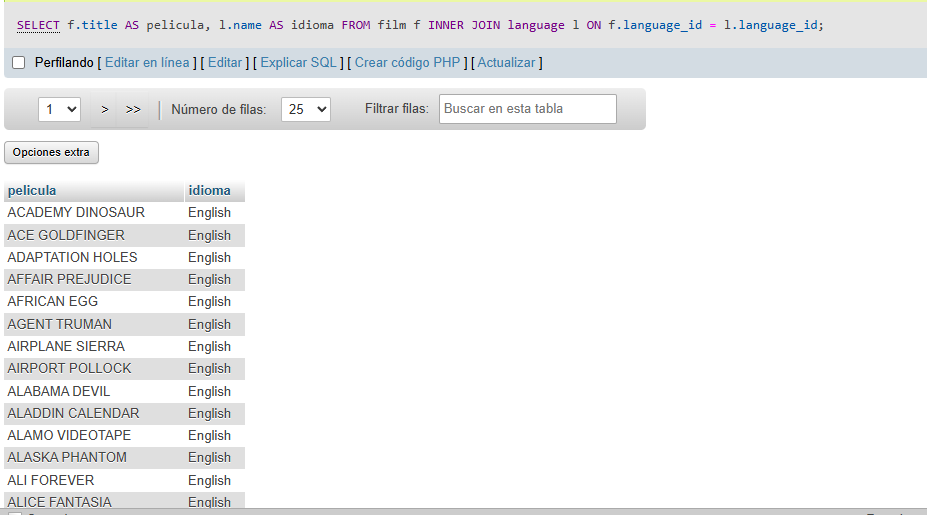 SELECT f.title AS pelicula, l.name AS idioma FROM film f INNER JOIN language l ON f.language_id = l.language_id;
Perfilando [ Editar en línea ] [ Editar ] [ Explicar SQL ] [ Crear código PHP ] [ Actualizar ]
1 > >> | Número de filas: 25 Filtrar filas: Buscar en esta tabla
Opciones extra
pelicula idioma
ACADEMY DINOSAUR English
ACE GOLDFINGER English
ADAPTATION HOLES English
AFFAIR PREJUDICE English
AFRICAN EGG English
AGENT TRUMAN English
AIRPLANE SIERRA English
AIRPORT POLLOCK English
ALABAMA DEVIL English
ALADDIN CALENDAR English
ALAMO VIDEOTAPE English
ALASKA PHANTOM English
ALI FOREVER English
ALICE FANTASIA English